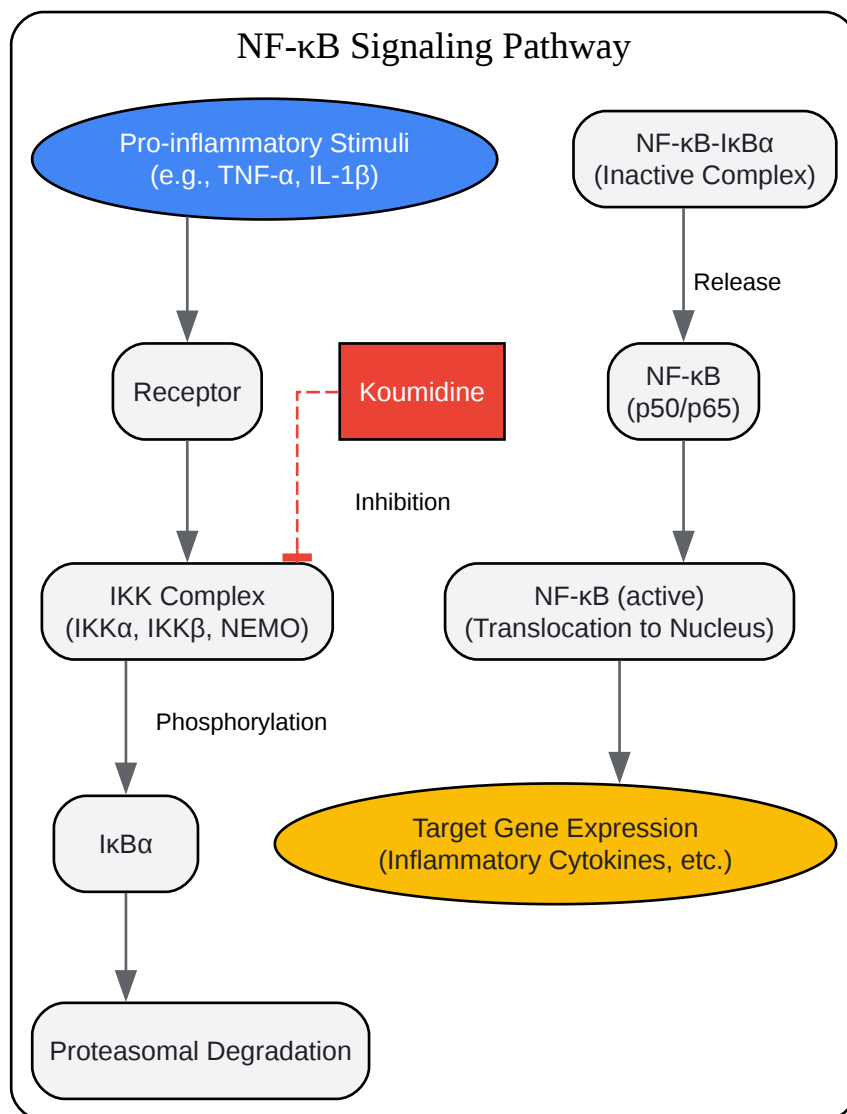 NF-κB Signaling Pathway
Pro-inflammatory Stimuli
(e.g., TNF-α, IL-1β)
NF-κB-IκBα
(Inactive Complex)
Release
Receptor
Koumidine
NF-κB
(p50/p65)
Inhibition
IKK Complex
(IKKα, IKKβ, NEMO)
NF-κB (active)
(Translocation to Nucleus)
Phosphorylation
IκBα
Target Gene Expression
(Inflammatory Cytokines, etc.)
Proteasomal Degradation